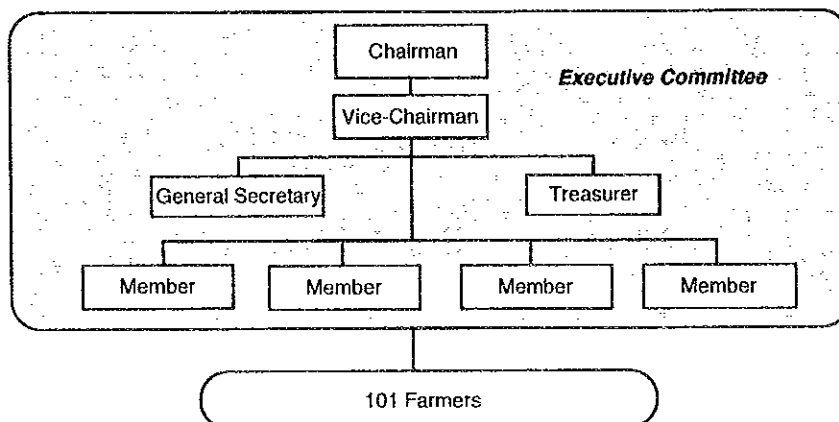 Chairman
Executive Committee
Vice-Chairman
General Secretary
Treasurer
Member
Member
Member
Member
101 Farmers